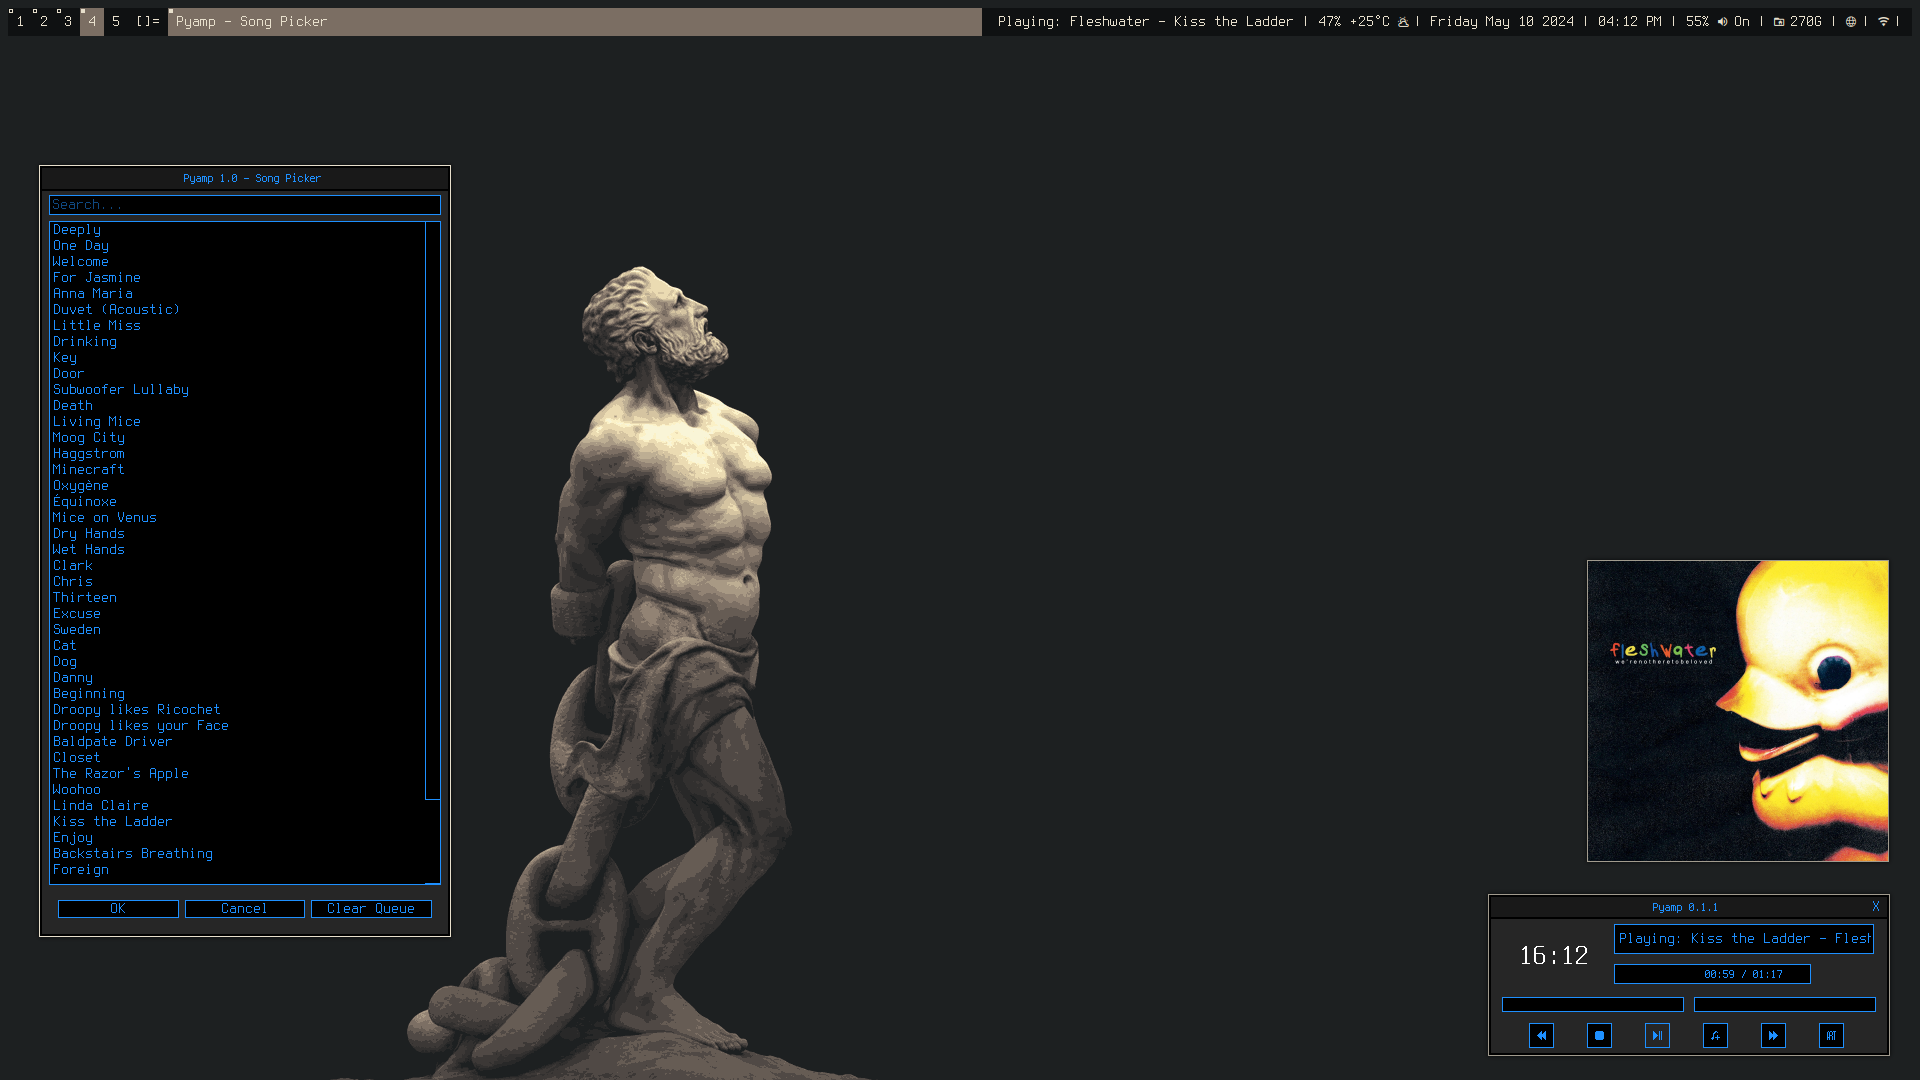 1 2 3 4 5 []= Pyamp - Song Picker
Playing: Fleshwater - Kiss the Ladder | 47% +25°C | Friday May 10 2024 | 04:12 PM | 55% On | 270G | | |
Pyamp 1.0 - Song Picker
Search...
Deeply
One Day
Welcome
For Jasmine
Anna Maria
Duvet (Acoustic)
Little Miss
Drinking
Key
Door
Subwoofer Lullaby
Death
Living Mice
Moog City
Haggstrom
Minecraft
Oxygène
Équinoxe
Mice on Venus
Dry Hands
Wet Hands
Clark
Chris
Thirteen
Excuse
Sweden
Cat
Dog
Danny
Beginning
Droopy likes Ricochet
Droopy likes your Face
Baldpate Driver
Closet
The Razor's Apple
Woohoo
Linda Claire
Kiss the Ladder
Enjoy
Backstairs Breathing
Foreign
OK Cancel Clear Queue
fleshwater
we'renotheretobeloved
Pyamp 0.1.1 X
16:12
Playing: Kiss the Ladder - Flesh
00:59 / 01:17